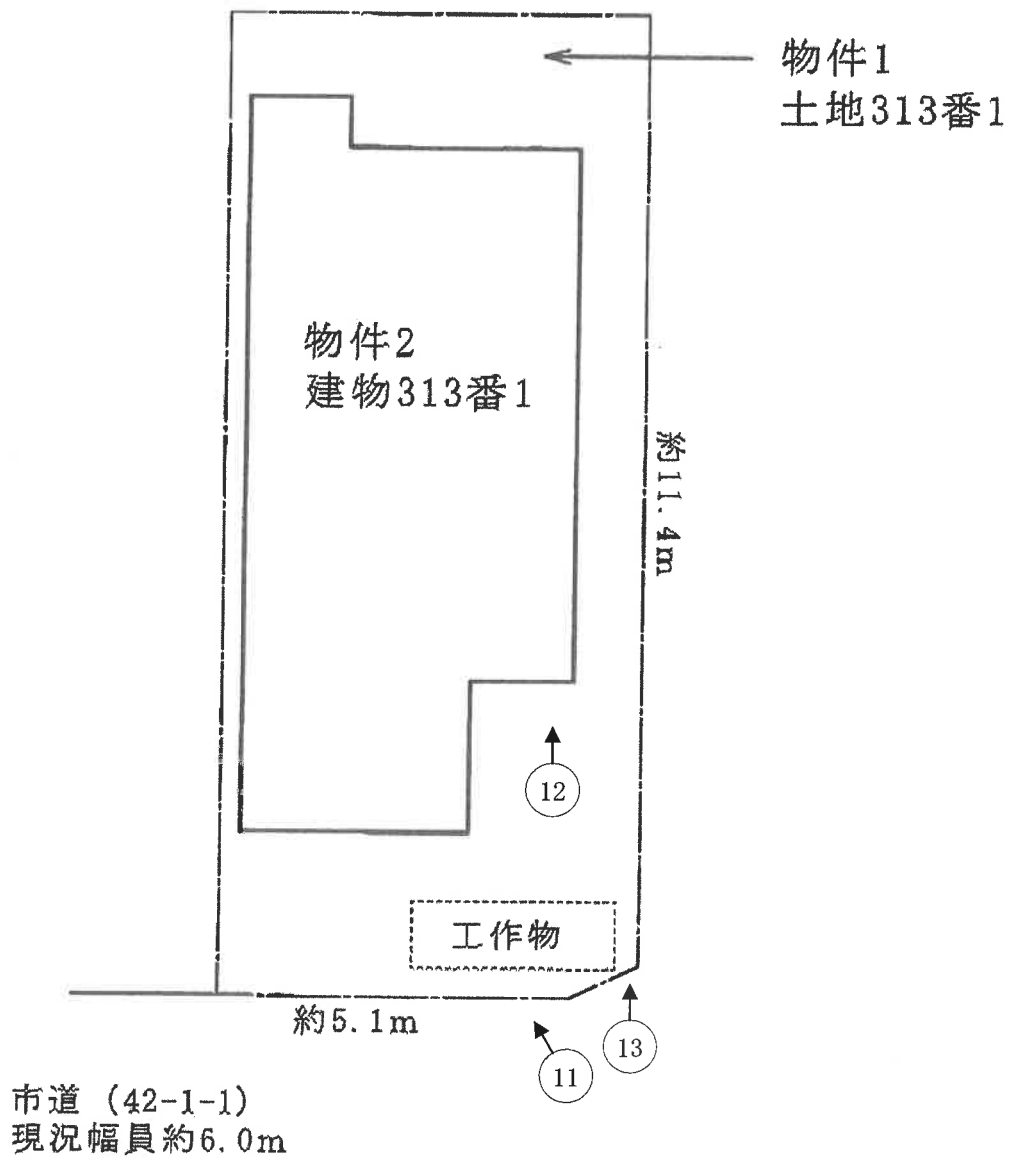 物件1
土地313番1
物件2
建物313番1
約11.4m
12
工作物
約5.1m
13
11
市道 (42-1-1)
現況幅員約6.0m